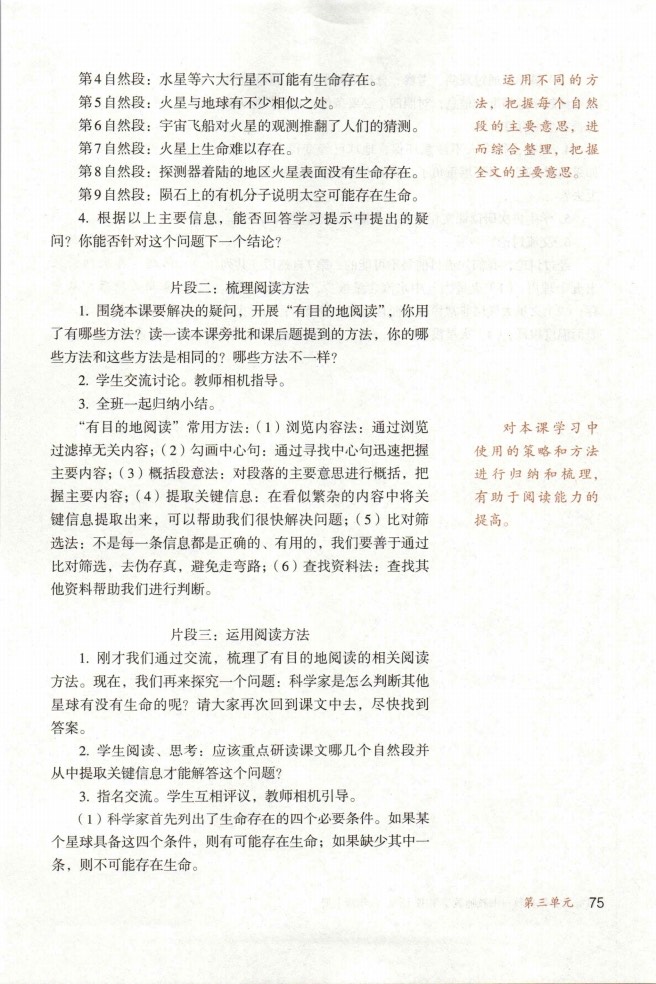 第4自然段：水星等六大行星不可能有生命存在。
第5自然段：火星与地球有不少相似之处。
第6自然段：宇宙飞船对火星的观测推翻了人们的猜测。
第7自然段：火星上生命难以存在。
第8自然段：探测器着陆的地区火星表面没有生命存在。
第9自然段：陨石上的有机分子说明太空可能存在生命。
4. 根据以上主要信息，能否回答学习提示中提出的疑
问？你能否针对这个问题下一个结论？
运用不同的方
法，把握每个自然
段的主要意思，进
而综合整理，把握
全文的主要意思。
片段二：梳理阅读方法
1. 围绕本课要解决的疑问，开展“有目的地阅读”，你用
了有哪些方法？读一读本课旁批和课后题提到的方法，你的哪
些方法和这些方法是相同的？哪些方法不一样？
2. 学生交流讨论。教师相机指导。
3. 全班一起归纳小结。
“有目的地阅读”常用方法：（1）浏览内容法：通过浏览
过滤掉无关内容；（2）勾画中心句：通过寻找中心句迅速把握
主要内容；（3）概括段意法：对段落的主要意思进行概括，把
握主要内容；（4）提取关键信息：在看似繁杂的内容中将关
键信息提取出来，可以帮助我们很快解决问题；（5）比对筛
选法：不是每一条信息都是正确的、有用的，我们要善于通过
比对筛选，去伪存真，避免走弯路；（6）查找资料法：查找其
他资料帮助我们进行判断。
对本课学习中
使用的策略和方法
进行归纳和梳理，
有助于阅读能力的
提高。
片段三：运用阅读方法
1. 刚才我们通过交流，梳理了有目的地阅读的相关阅读
方法。现在，我们再来探究一个问题：科学家是怎么判断其他
星球有没有生命的呢？请大家再次回到课文中去，尽快找到
答案。
2. 学生阅读、思考：应该重点研读课文哪几个自然段并
从中提取关键信息才能解答这个问题？
3. 指名交流。学生互相评议，教师相机引导。
（1）科学家首先列出了生命存在的四个必要条件。如果某
个星球具备这四个条件，则有可能存在生命；如果缺少其中一
条，则不可能存在生命。
第三单元 75